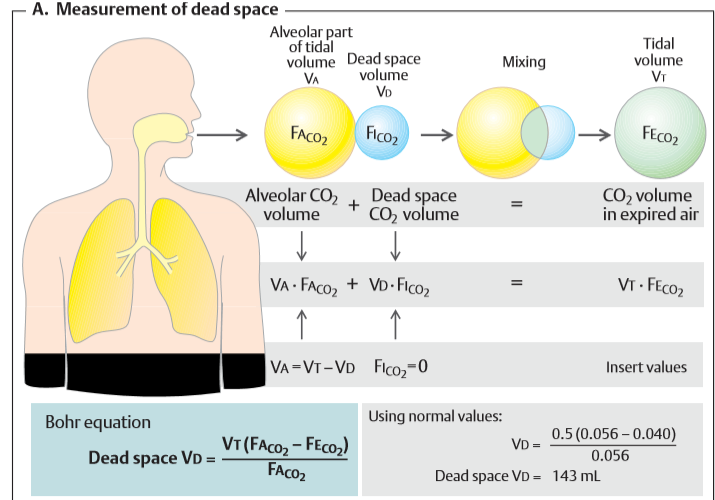 A. Measurement of dead space
Alveolar part
of tidal
volume
VA
Dead space
volume
VD
Mixing
Tidal
volume
VT
FACO₂
FICO₂
FECO₂
Alveolar CO₂
volume
+
Dead space
CO₂ volume
=
CO₂ volume
in expired air
VA · FACO₂ + VD · FICO₂ = VT · FECO₂
VA = VT – VD FICO₂=0 Insert values
Bohr equation
Dead space VD = VT (FACO₂ – FECO₂) / FACO₂
Using normal values:
VD = 0.5 (0.056 – 0.040) / 0.056
Dead space VD = 143 mL